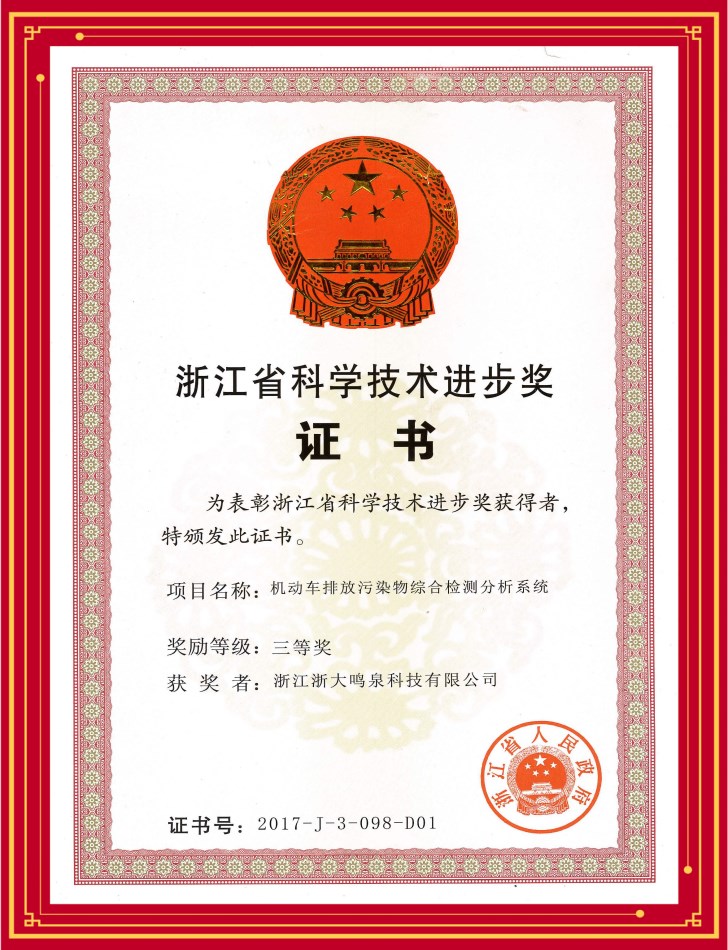 浙江省科学技术进步奖
证 书
为表彰浙江省科学技术进步奖获得者,
特颁发此证书。
项目名称：机动车排放污染物综合检测分析系统
奖励等级：三等奖
获 奖 者：浙江浙大鸣泉科技有限公司
浙江省人民政府
证书号：2017-J-3-098-D01